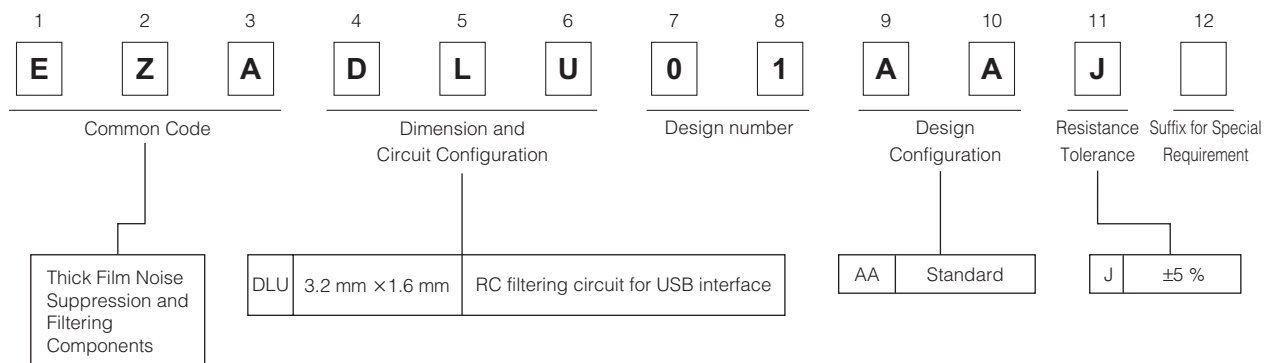 1 2 3 4 5 6 7 8 9 10 11 12
E Z A D L U 0 1 A A J
Common Code
Dimension and
Circuit Configuration
Design number
Design
Configuration
Resistance
Tolerance
Suffix for Special
Requirement
Thick Film Noise
Suppression and
Filtering
Components
DLU 3.2 mm ×1.6 mm RC filtering circuit for USB interface
AA Standard
J ±5 %